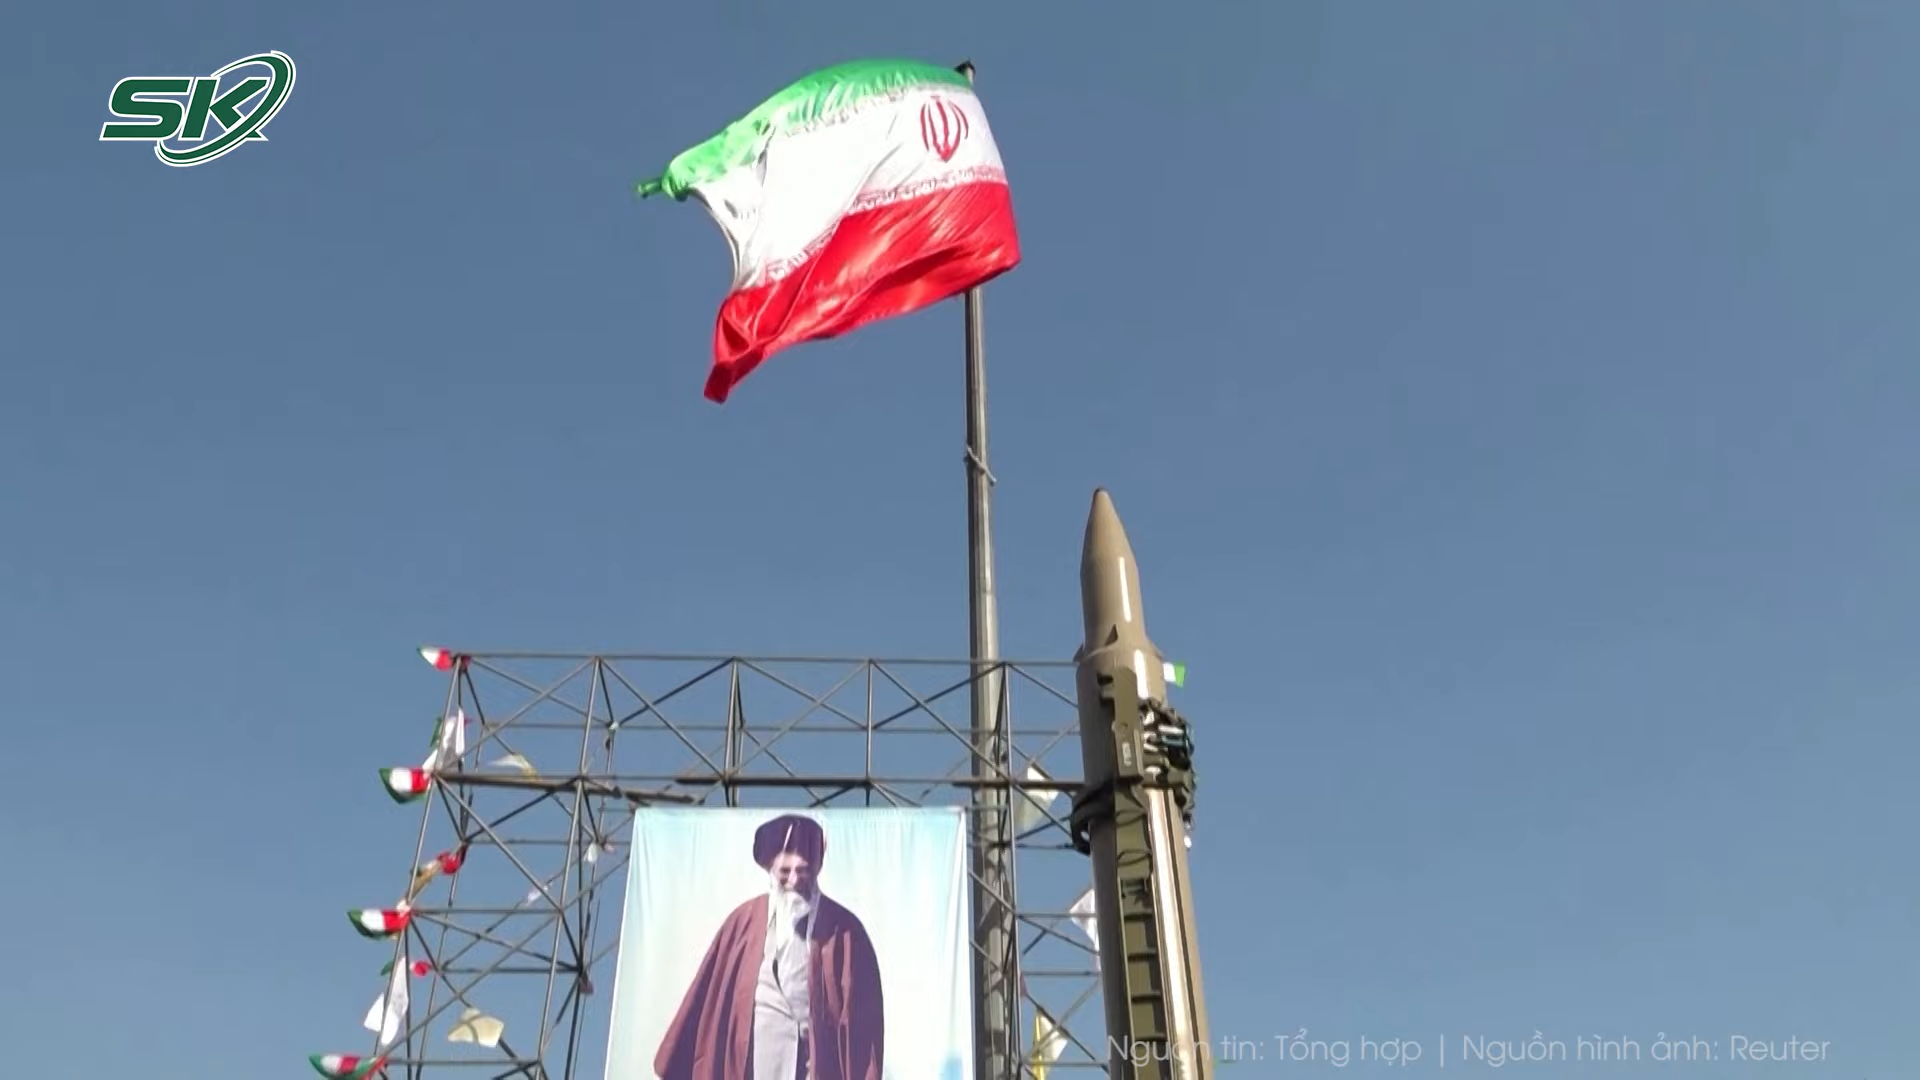 SK
Nguồn tin: Tổng hợp | Nguồn hình ảnh: Reuter